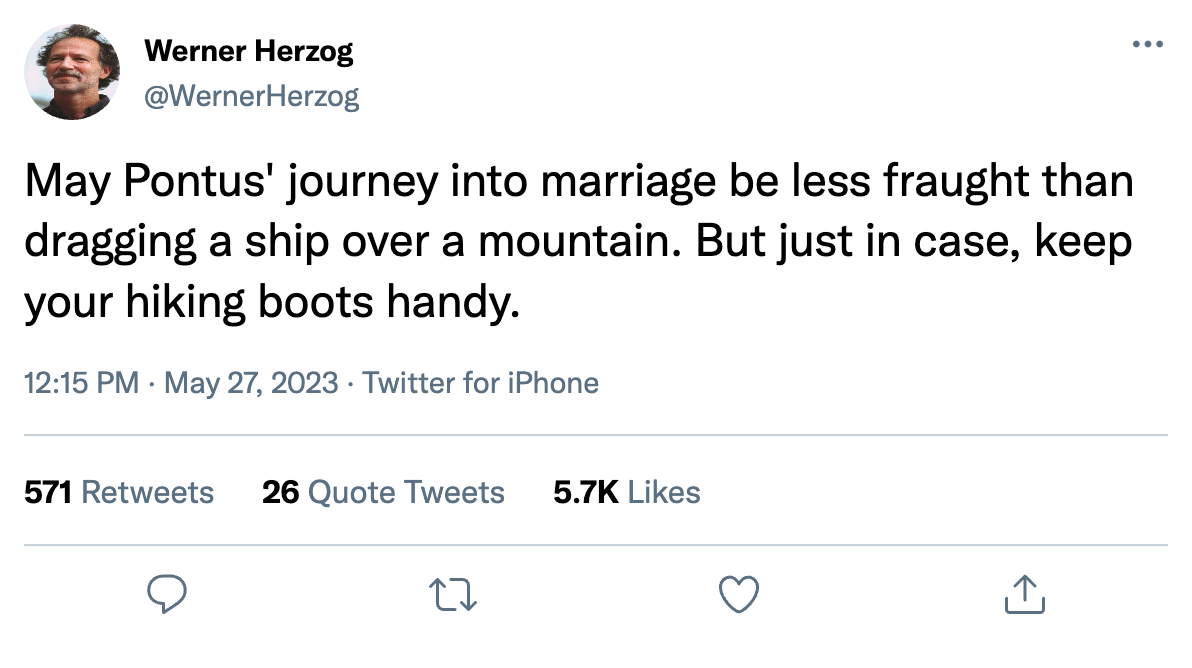 Werner Herzog
@WernerHerzog
May Pontus' journey into marriage be less fraught than
dragging a ship over a mountain. But just in case, keep
your hiking boots handy.
12:15 PM · May 27, 2023 · Twitter for iPhone
571 Retweets 26 Quote Tweets 5.7K Likes